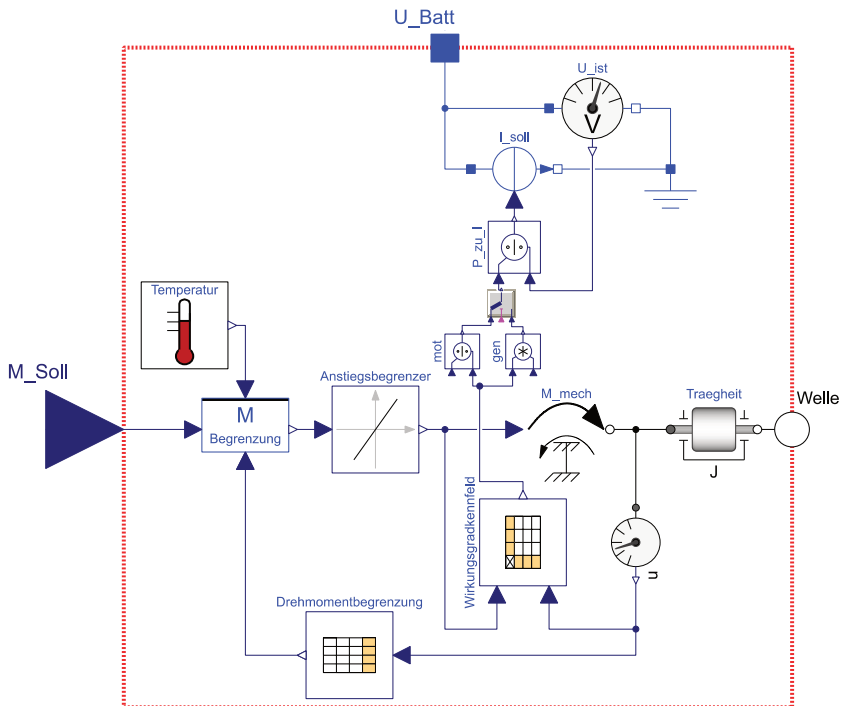 U_Batt
U_ist
V
I_soll
P_zu_I
Temperatur
mot
gen
M_Soll
Anstiegsbegrenzer
M_mech
Traegheit
Welle
M
Begrenzung
J
Wirkungsgradkennfeld
n
Drehmomentbegrenzung